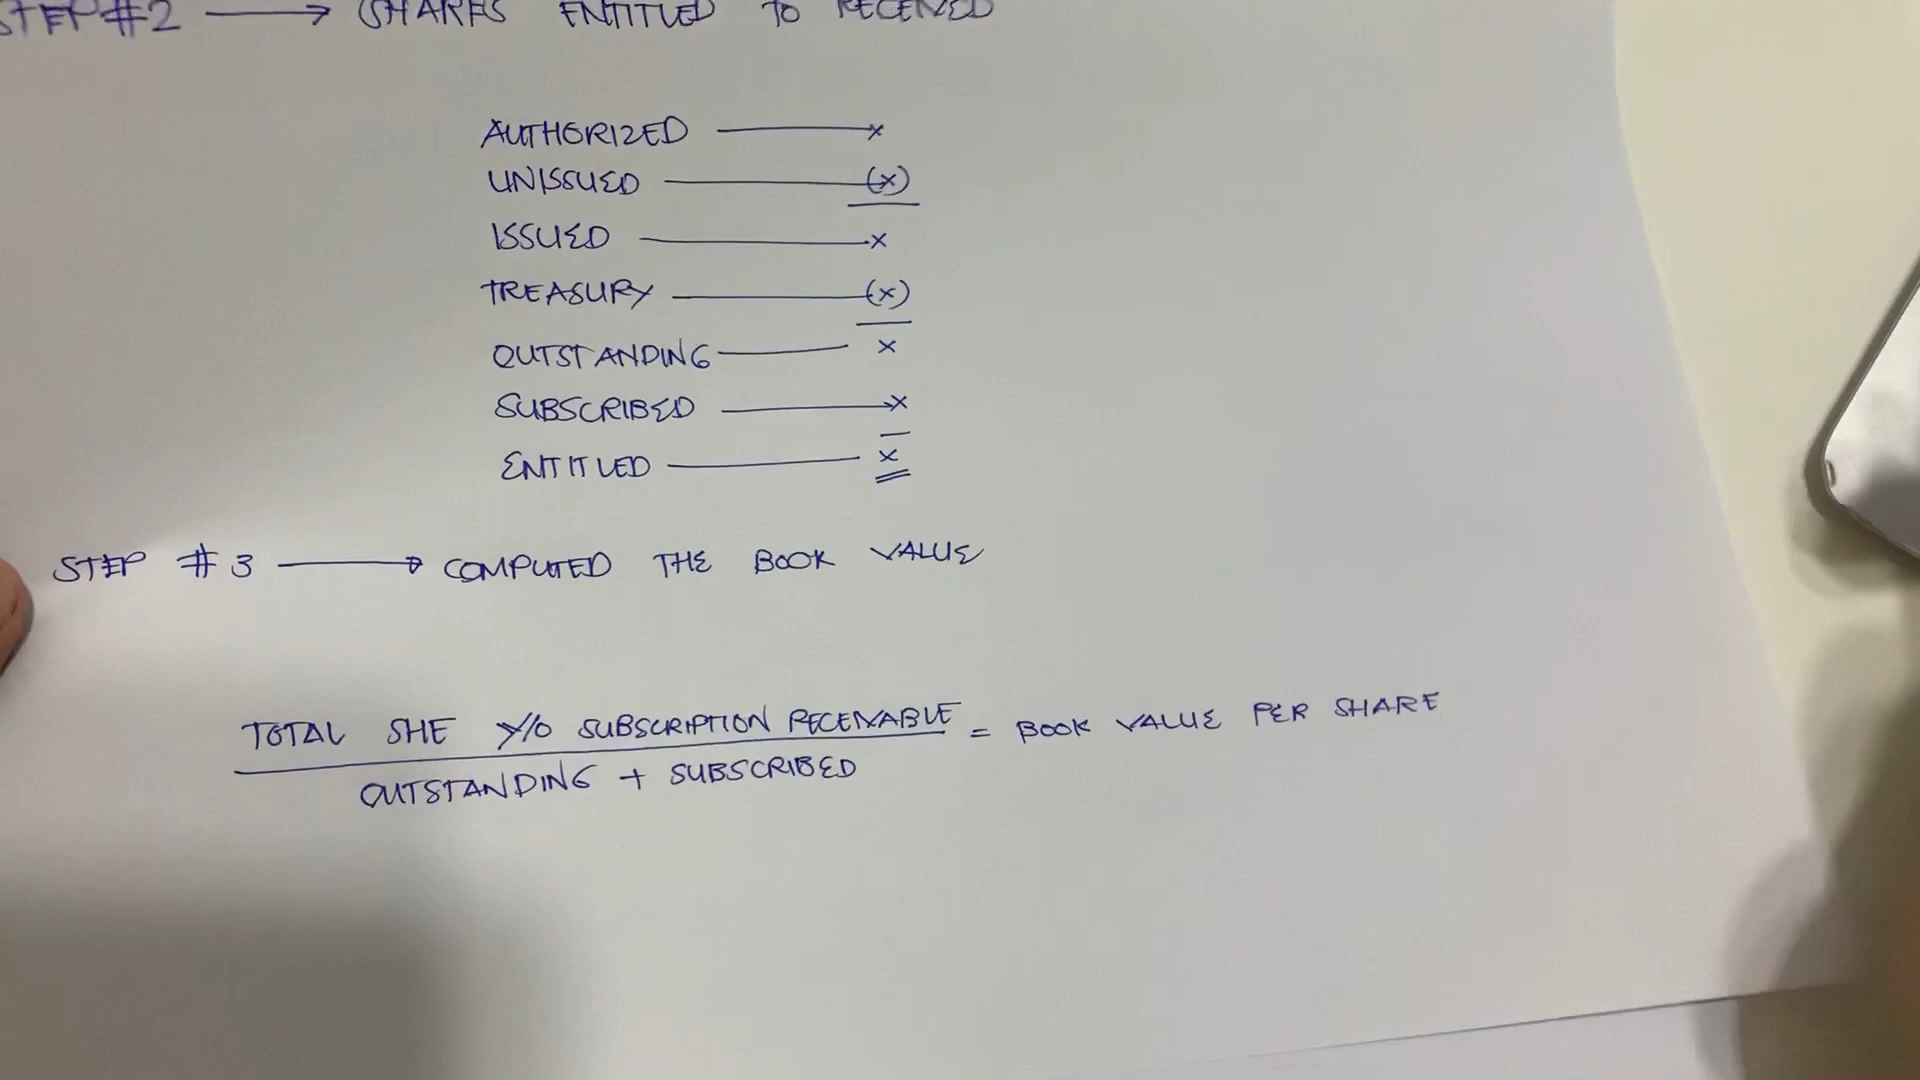 STEP #2 → SHARES ENTITLED TO RECEIVED
AUTHORIZED x
UNISSUED (x)
ISSUED x
TREASURY (x)
OUTSTANDING x
SUBSCRIBED x
ENTITLED x
STEP #3 → COMPUTED THE BOOK VALUE
TOTAL SHE W/O SUBSCRIPTION RECEIVABLE = BOOK VALUE PER SHARE
OUTSTANDING + SUBSCRIBED